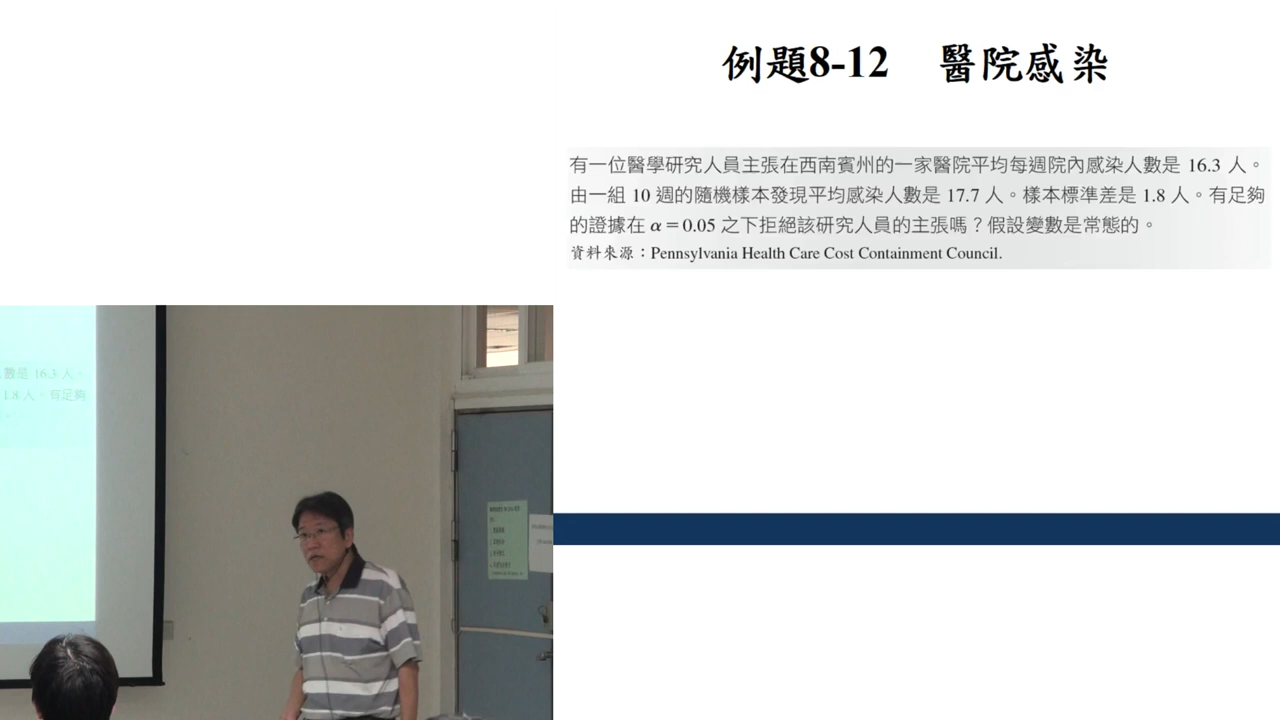 例題8-12 醫院感染
有一位醫學研究人員主張在西南賓州的一家醫院平均每週院內感染人數是 16.3 人。
由一組 10 週的隨機樣本發現平均感染人數是 17.7 人。樣本標準差是 1.8 人。有足夠
的證據在 α = 0.05 之下拒絕該研究人員的主張嗎？假設變數是常態的。
資料來源：Pennsylvania Health Care Cost Containment Council.
數是 16.3 人。
1.8 人。有足夠